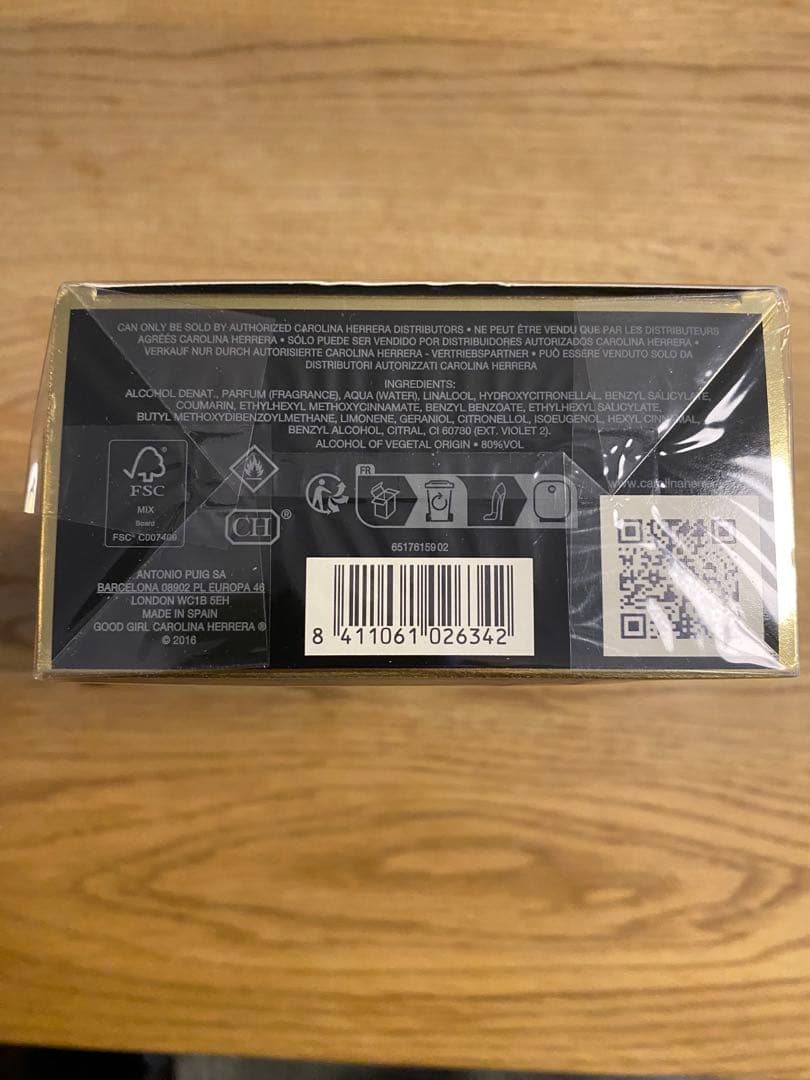 CAN ONLY BE SOLD BY AUTHORIZED CAROLINA HERRERA DISTRIBUTORS • NE PEUT ÊTRE VENDU QUE PAR LES DISTRIBUTEURS
AGRÉÉS CAROLINA HERRERA • SÓLO PUEDE SER VENDIDO POR DISTRIBUIDORES AUTORIZADOS CAROLINA HERRERA •
VERKAUF NUR DURCH AUTORISIERTE CAROLINA HERRERA - VERTRIEBSPARTNER • PUÒ ESSERE VENDUTO SOLO DA
DISTRIBUTORI AUTORIZZATI CAROLINA HERRERA
INGREDIENTS:
ALCOHOL DENAT., PARFUM (FRAGRANCE), AQUA (WATER), LINALOOL, HYDROXYCITRONELLAL, BENZYL SALICYLATE,
COUMARIN, ETHYLHEXYL METHOXYCINNAMATE, BENZYL BENZOATE, ETHYLHEXYL SALICYLATE,
BUTYL METHOXYDIBENZOYLMETHANE, LIMONENE, GERANIOL, CITRONELLOL, ISOEUGENOL, HEXYL CINNAMAL,
BENZYL ALCOHOL, CITRAL, CI 60730 (EXT. VIOLET 2).
ALCOHOL OF VEGETAL ORIGIN • 80%VOL
FSC
MIX
Board
FSC® C007409
CH®
FR
www.carolinaherrera
6517615902
ANTONIO PUIG SA
BARCELONA 08902 PL EUROPA 46
LONDON WC1B 5EH
MADE IN SPAIN
GOOD GIRL CAROLINA HERRERA ®
© 2016
8 411061 026342